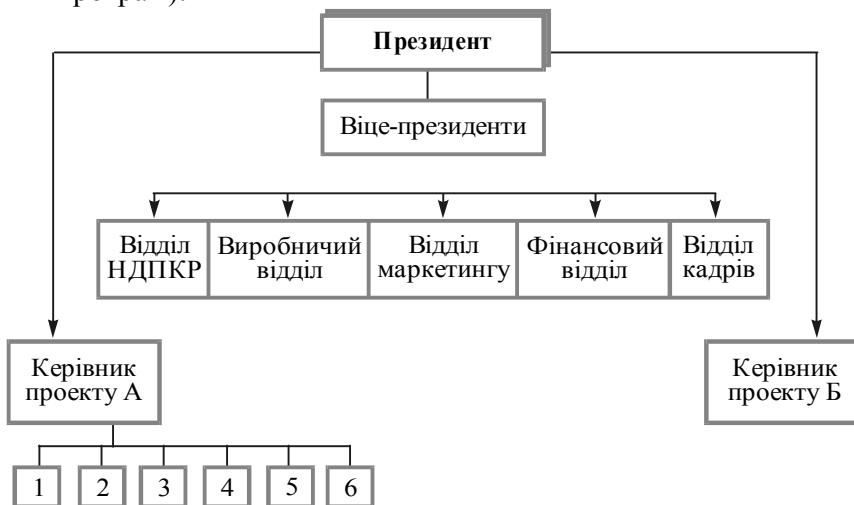 Президент
Віце-президенти
Відділ
НДПКР
Виробничий
відділ
Відділ
маркетингу
Фінансовий
відділ
Відділ
кадрів
Керівник
проекту А
Керівник
проекту Б
1 2 3 4 5 6